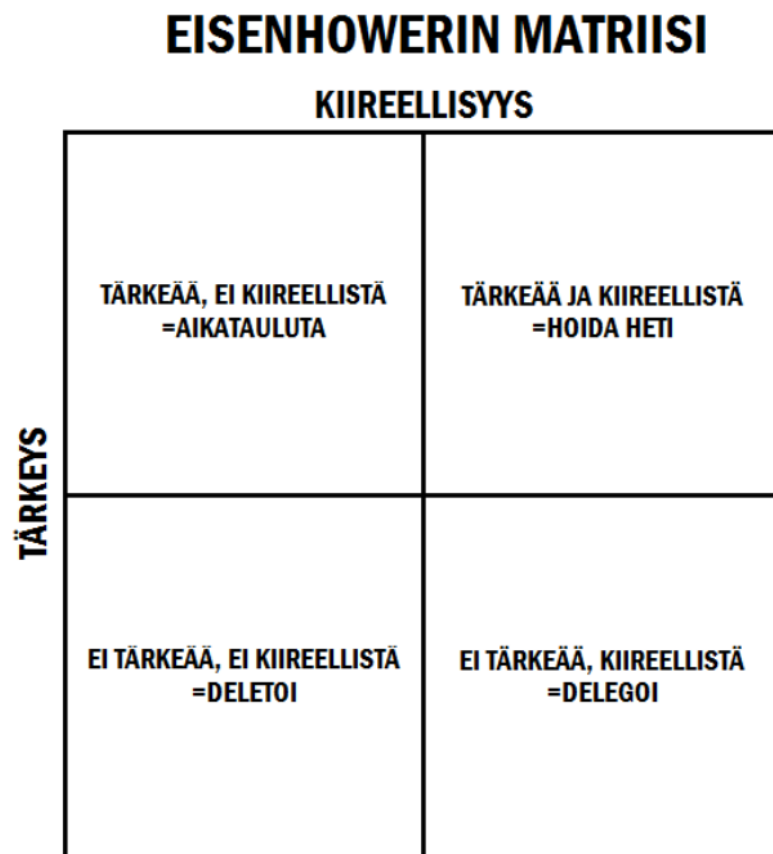 EISENHOWERIN MATRIISI
KIIREELLISYYS
TÄRKEYS
TÄRKEÄÄ, EI KIIREELLISTÄ
=AIKATAULUTA
TÄRKEÄÄ JA KIIREELLISTÄ
=HOIDA HETI
EI TÄRKEÄÄ, EI KIIREELLISTÄ
=DELETOI
EI TÄRKEÄÄ, KIIREELLISTÄ
=DELEGOI